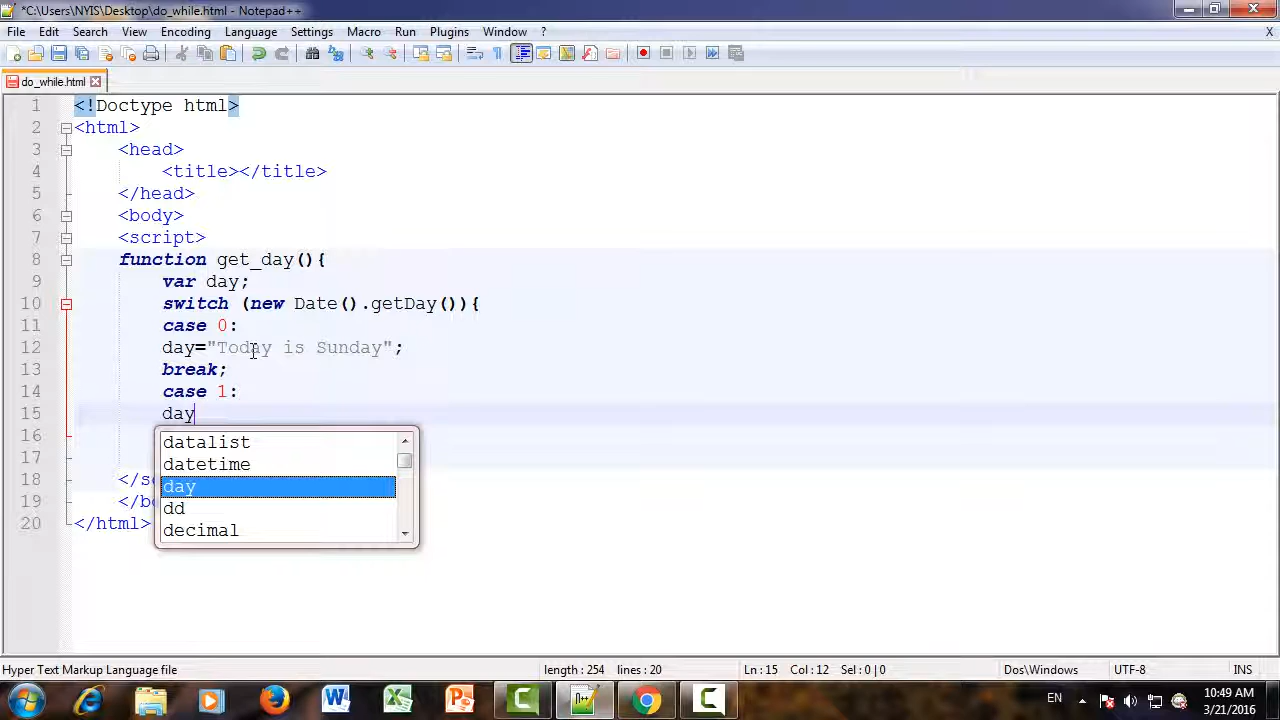 *C:\Users\NYIS\Desktop\do_while.html - Notepad++
File Edit Search View Encoding Language Settings Macro Run Plugins Window ? X
do_while.html
1 <!Doctype html>
2 <html>
3 <head>
4 <title></title>
5 </head>
6 <body>
7 <script>
8 function get_day(){
9 var day;
10 switch (new Date().getDay()){
11 case 0:
12 day="Today is Sunday";
13 break;
14 case 1:
15 day
16
17
18 </s
19 </bo
20 </html>
datalist
datetime
day
dd
decimal
Hyper Text Markup Language file length : 254 lines : 20 Ln : 15 Col : 12 Sel : 0 | 0 Dos\Windows UTF-8 INS
EN 10:49 AM
3/21/2016